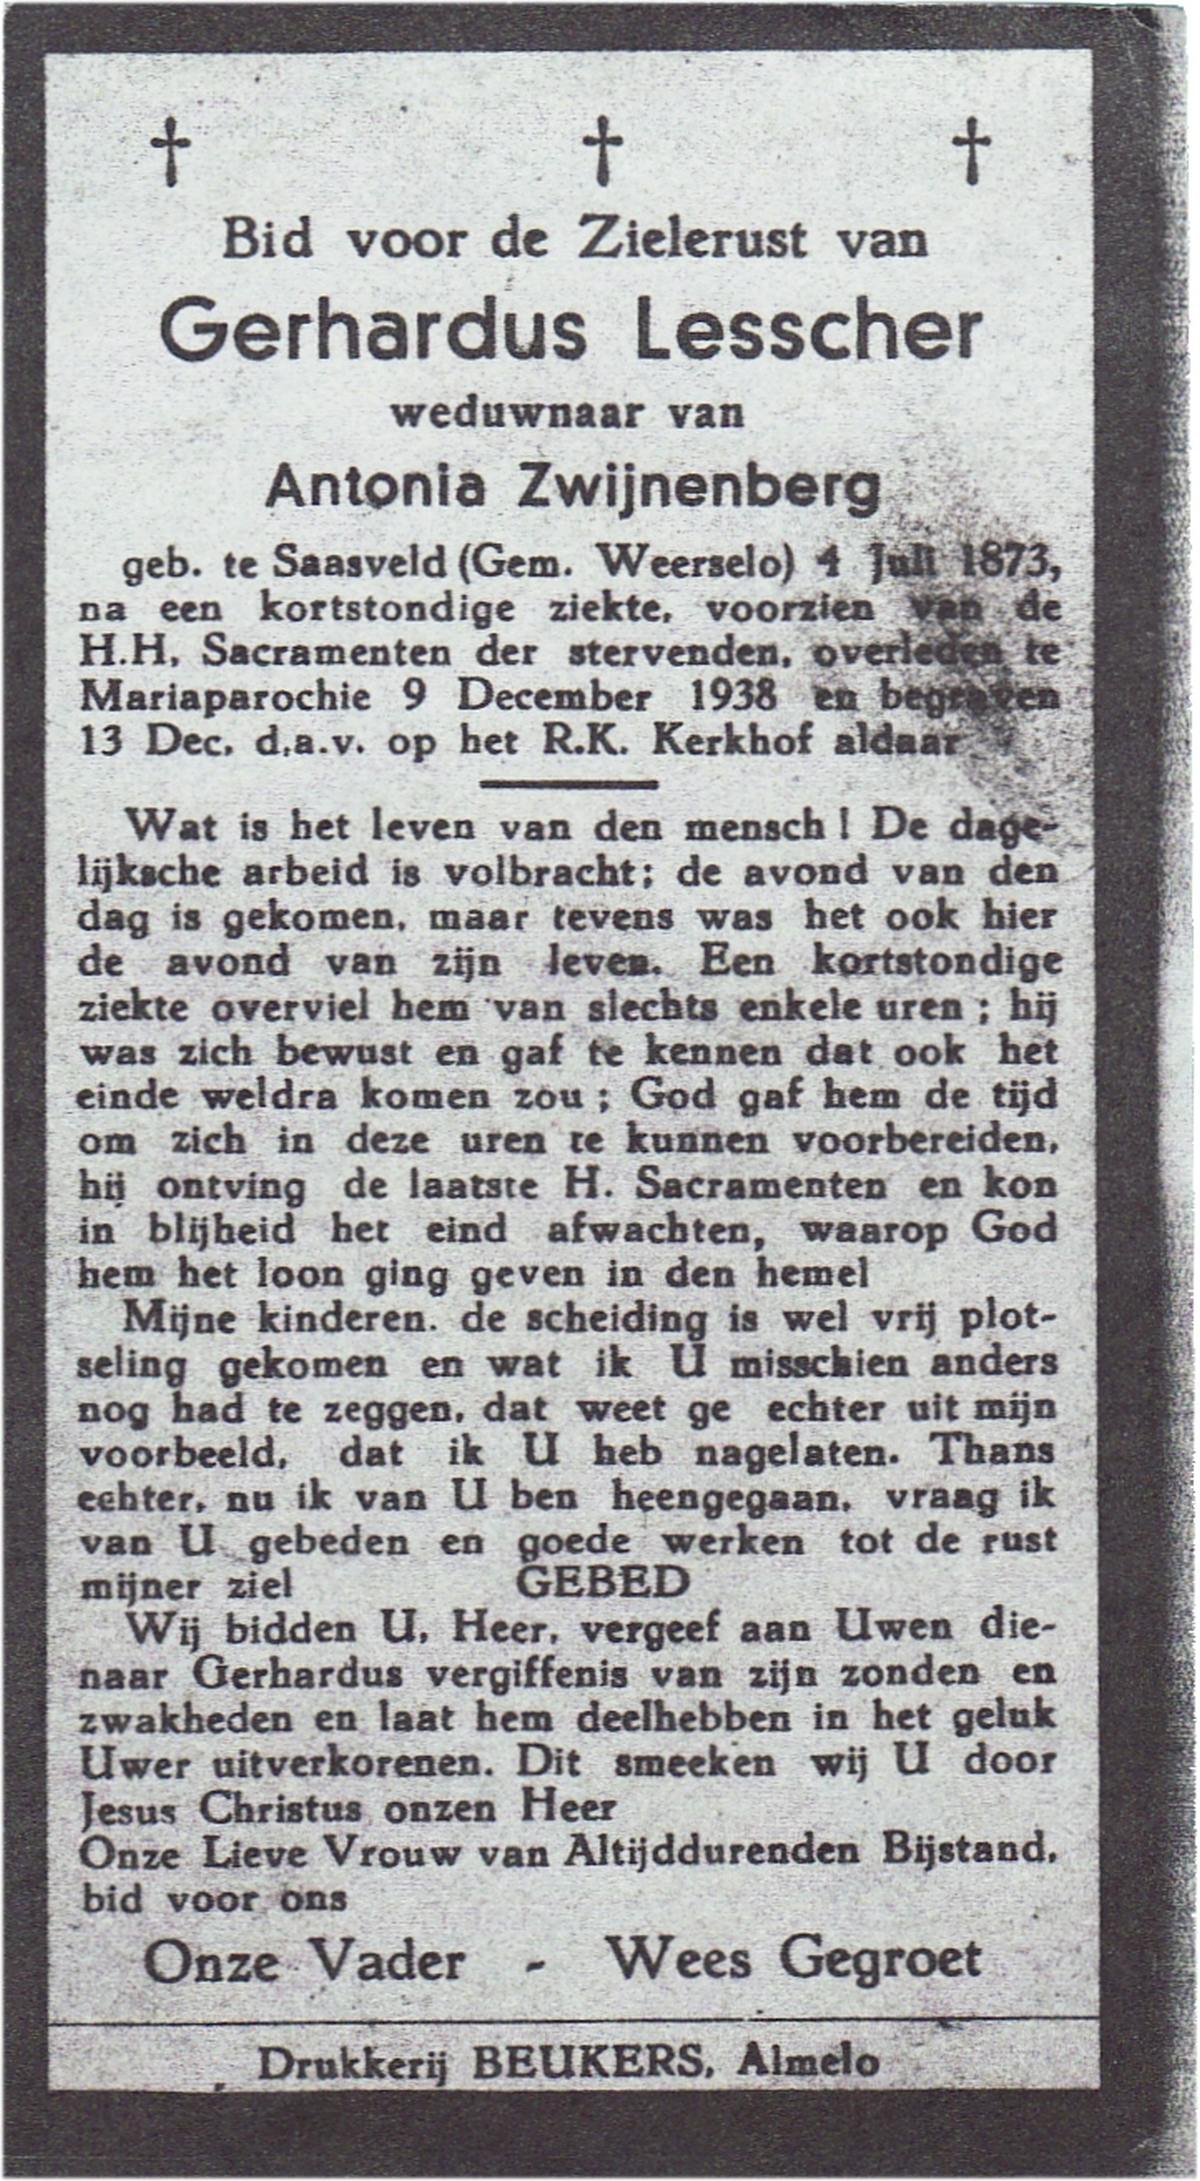 Bid voor de Zielerust van
Gerhardus Lesscher
weduwnaar van
Antonia Zwijnenberg
geb. te Saasveld (Gem. Weerselo) 4 Juli 1873,
na een kortstondige ziekte, voorzien van de
H.H. Sacramenten der stervenden, overleden te
Mariaparochie 9 December 1938 en begraven
13 Dec. d.a.v. op het R.K. Kerkhof aldaar
Wat is het leven van den mensch! De dage-
lijksche arbeid is volbracht; de avond van den
dag is gekomen, maar tevens was het ook hier
de avond van zijn leven. Een kortstondige
ziekte overviel hem van slechts enkele uren; hij
was zich bewust en gaf te kennen dat ook het
einde weldra komen zou; God gaf hem de tijd
om zich in deze uren te kunnen voorbereiden,
hij ontving de laatste H. Sacramenten en kon
in blijheid het eind afwachten, waarop God
hem het loon ging geven in den hemel
Mijne kinderen. de scheiding is wel vrij plot-
seling gekomen en wat ik U misschien anders
nog had te zeggen, dat weet ge echter uit mijn
voorbeeld, dat ik U heb nagelaten. Thans
echter, nu ik van U ben heengegaan, vraag ik
van U gebeden en goede werken tot de rust
mijner ziel GEBED
Wij bidden U, Heer, vergeef aan Uwen die-
naar Gerhardus vergiffenis van zijn zonden en
zwakheden en laat hem deelhebben in het geluk
Uwer uitverkorenen. Dit smeeken wij U door
Jesus Christus onzen Heer
Onze Lieve Vrouw van Altijddurenden Bijstand,
bid voor ons
Onze Vader - Wees Gegroet
Drukkerij BEUKERS, Almelo